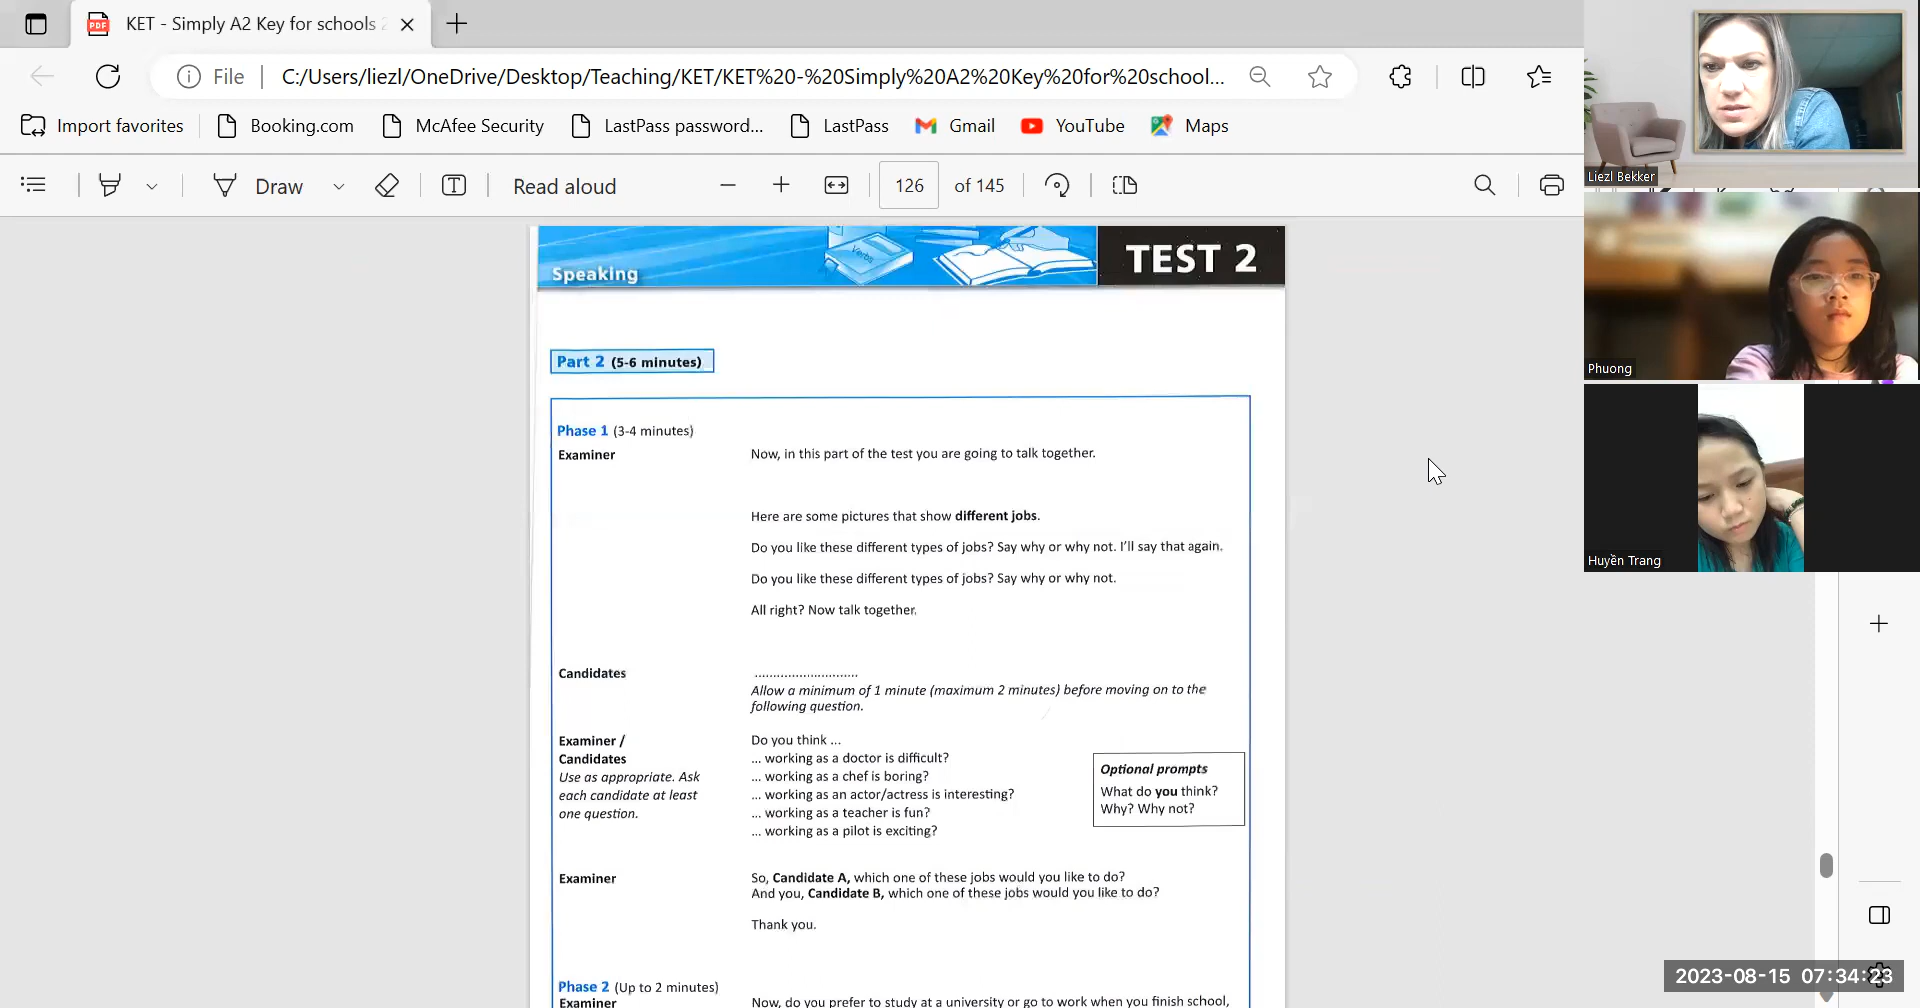 KET - Simply A2 Key for schools 2
File
C:/Users/liezl/OneDrive/Desktop/Teaching/KET/KET%20-%20Simply%20A2%20Key%20for%20school...
Import favorites
Booking.com
McAfee Security
LastPass password...
LastPass
Gmail
YouTube
Maps
Draw
Read aloud
126 of 145
Liezl Bekker
Phuong
Huyền Trang
Verbs
Speaking
TEST 2
Part 2 (5-6 minutes)
Phase 1 (3-4 minutes)
Examiner
Now, in this part of the test you are going to talk together.
Here are some pictures that show different jobs.
Do you like these different types of jobs? Say why or why not. I'll say that again.
Do you like these different types of jobs? Say why or why not.
All right? Now talk together.
Candidates
...........................
Allow a minimum of 1 minute (maximum 2 minutes) before moving on to the
following question.
Examiner /
Candidates
Use as appropriate. Ask
each candidate at least
one question.
Do you think ...
... working as a doctor is difficult?
... working as a chef is boring?
... working as an actor/actress is interesting?
... working as a teacher is fun?
... working as a pilot is exciting?
Optional prompts
What do you think?
Why? Why not?
Examiner
So, Candidate A, which one of these jobs would you like to do?
And you, Candidate B, which one of these jobs would you like to do?
Thank you.
Phase 2 (Up to 2 minutes)
Examiner
Now, do you prefer to study at a university or go to work when you finish school,
2023-08-15 07:34:23